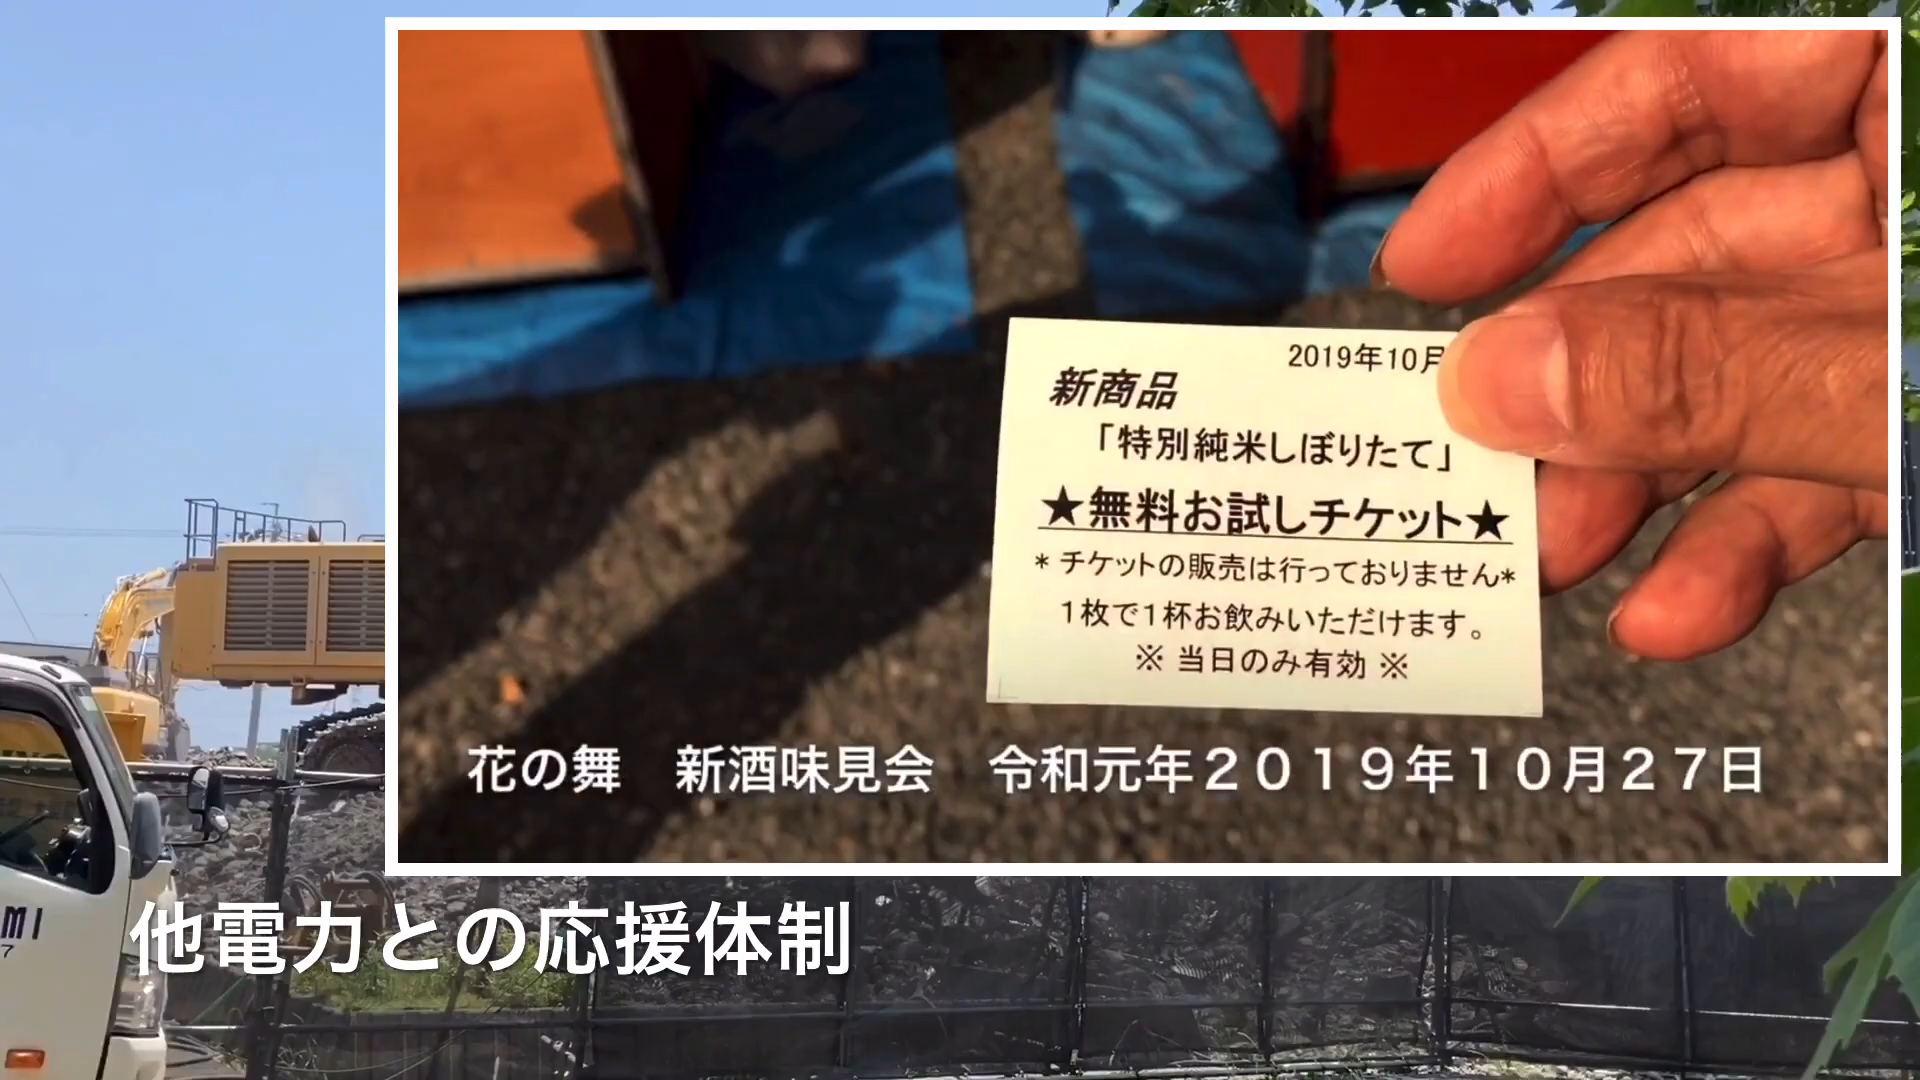 2019年10月
新商品
「特別純米しぼりたて」
★無料お試しチケット★
* チケットの販売は行っておりません*
1枚で1杯お飲みいただけます。
※ 当日のみ有効 ※
花の舞　新酒味見会　令和元年２０１９年１０月２７日
他電力との応援体制
MI
7